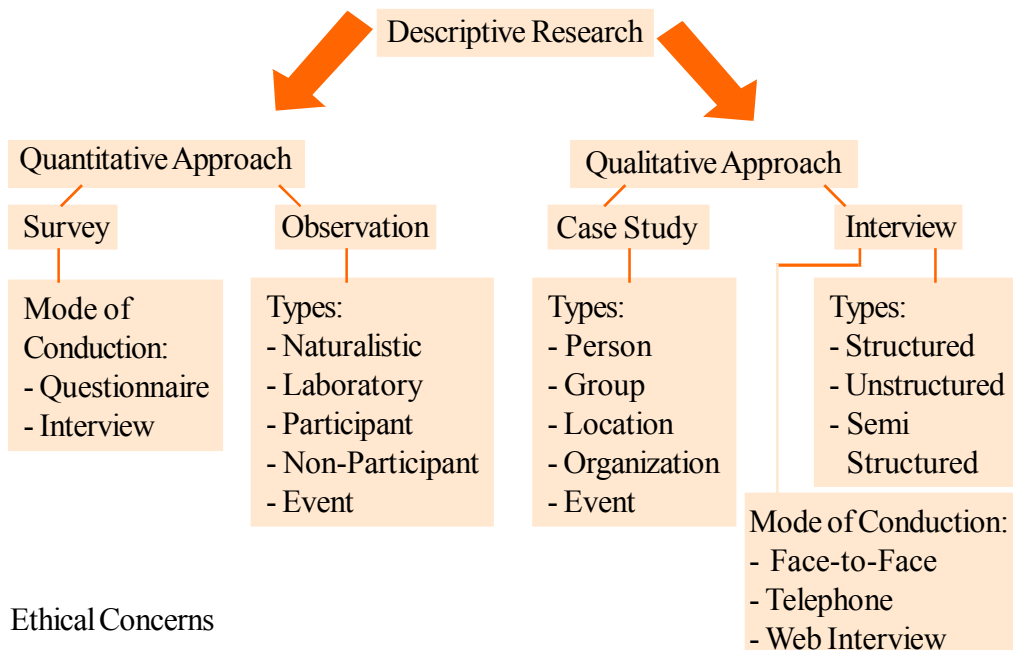 Descriptive Research
Quantitative Approach
Qualitative Approach
Survey
Observation
Case Study
Interview
Mode of
Conduction:
- Questionnaire
- Interview
Types:
- Naturalistic
- Laboratory
- Participant
- Non-Participant
- Event
Types:
- Person
- Group
- Location
- Organization
- Event
Types:
- Structured
- Unstructured
- Semi
Structured
Mode of Conduction:
- Face-to-Face
- Telephone
- Web Interview
Ethical Concerns